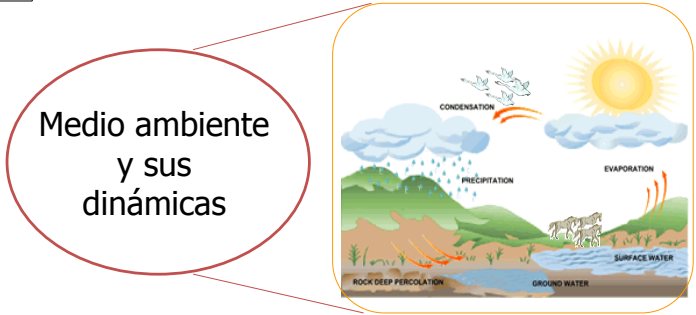 Medio ambiente
y sus
dinámicas
CONDENSATION
PRECIPITATION
EVAPORATION
SURFACE WATER
ROCK DEEP PERCOLATION
GROUND WATER